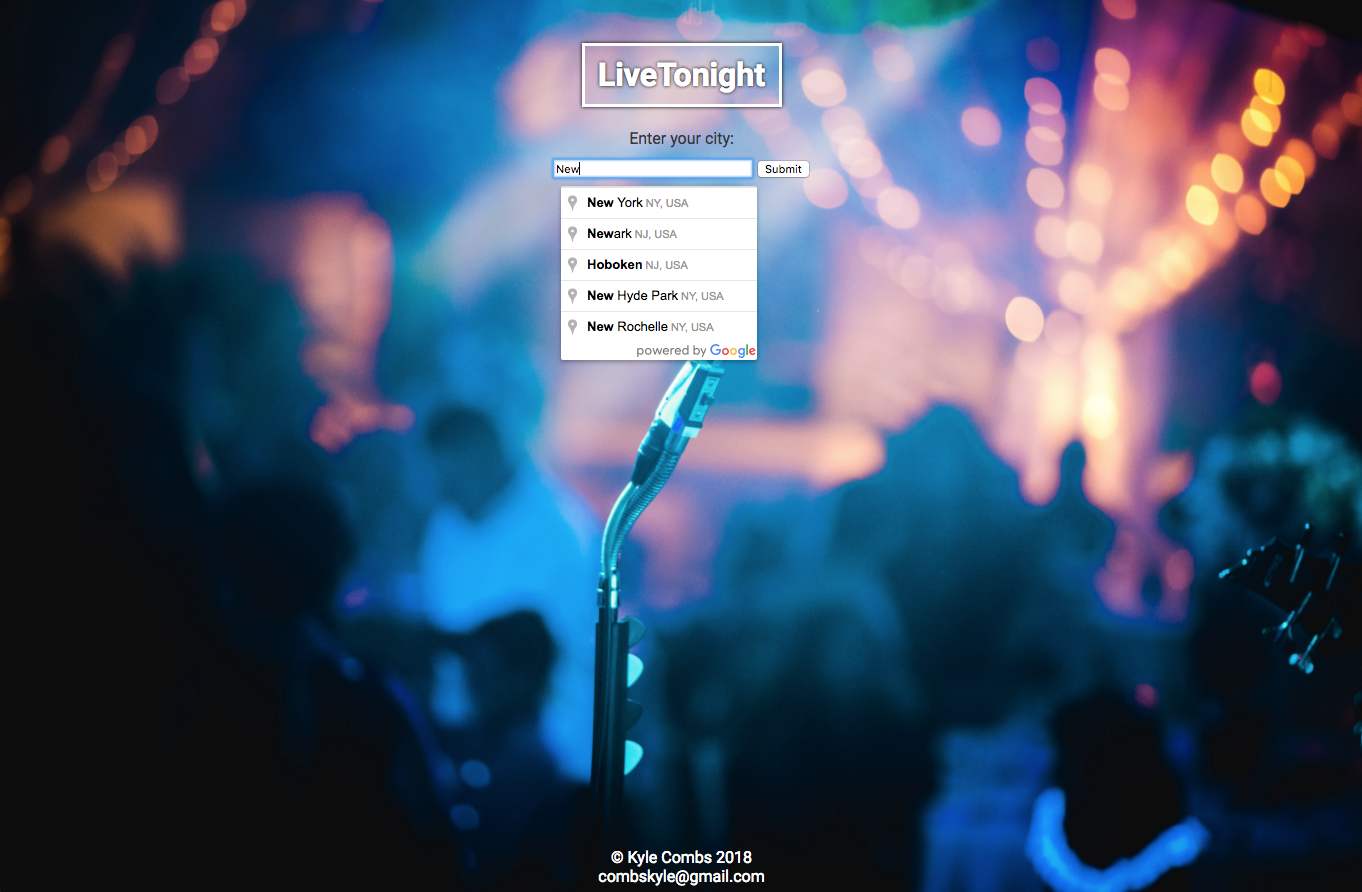 LiveTonight
Enter your city:
New Submit
New York NY, USA
Newark NJ, USA
Hoboken NJ, USA
New Hyde Park NY, USA
New Rochelle NY, USA
powered by Google
© Kyle Combs 2018
combskyle@gmail.com